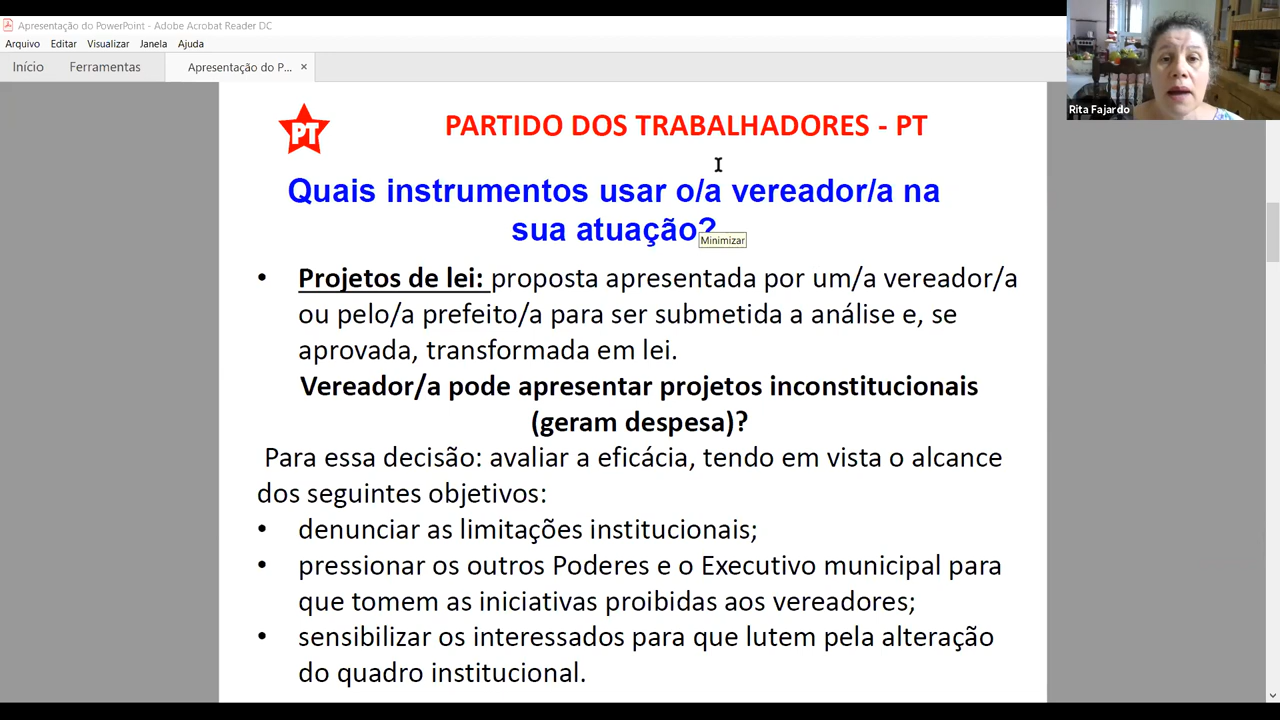 Apresentação do PowerPoint - Adobe Acrobat Reader DC
Arquivo Editar Visualizar Janela Ajuda
Início Ferramentas Apresentação do P... ×
Rita Fajardo
PT
PARTIDO DOS TRABALHADORES - PT
Quais instrumentos usar o/a vereador/a na
sua atuação?
Minimizar
• Projetos de lei: proposta apresentada por um/a vereador/a
ou pelo/a prefeito/a para ser submetida a análise e, se
aprovada, transformada em lei.
Vereador/a pode apresentar projetos inconstitucionais
(geram despesa)?
Para essa decisão: avaliar a eficácia, tendo em vista o alcance
dos seguintes objetivos:
• denunciar as limitações institucionais;
• pressionar os outros Poderes e o Executivo municipal para
que tomem as iniciativas proibidas aos vereadores;
• sensibilizar os interessados para que lutem pela alteração
do quadro institucional.